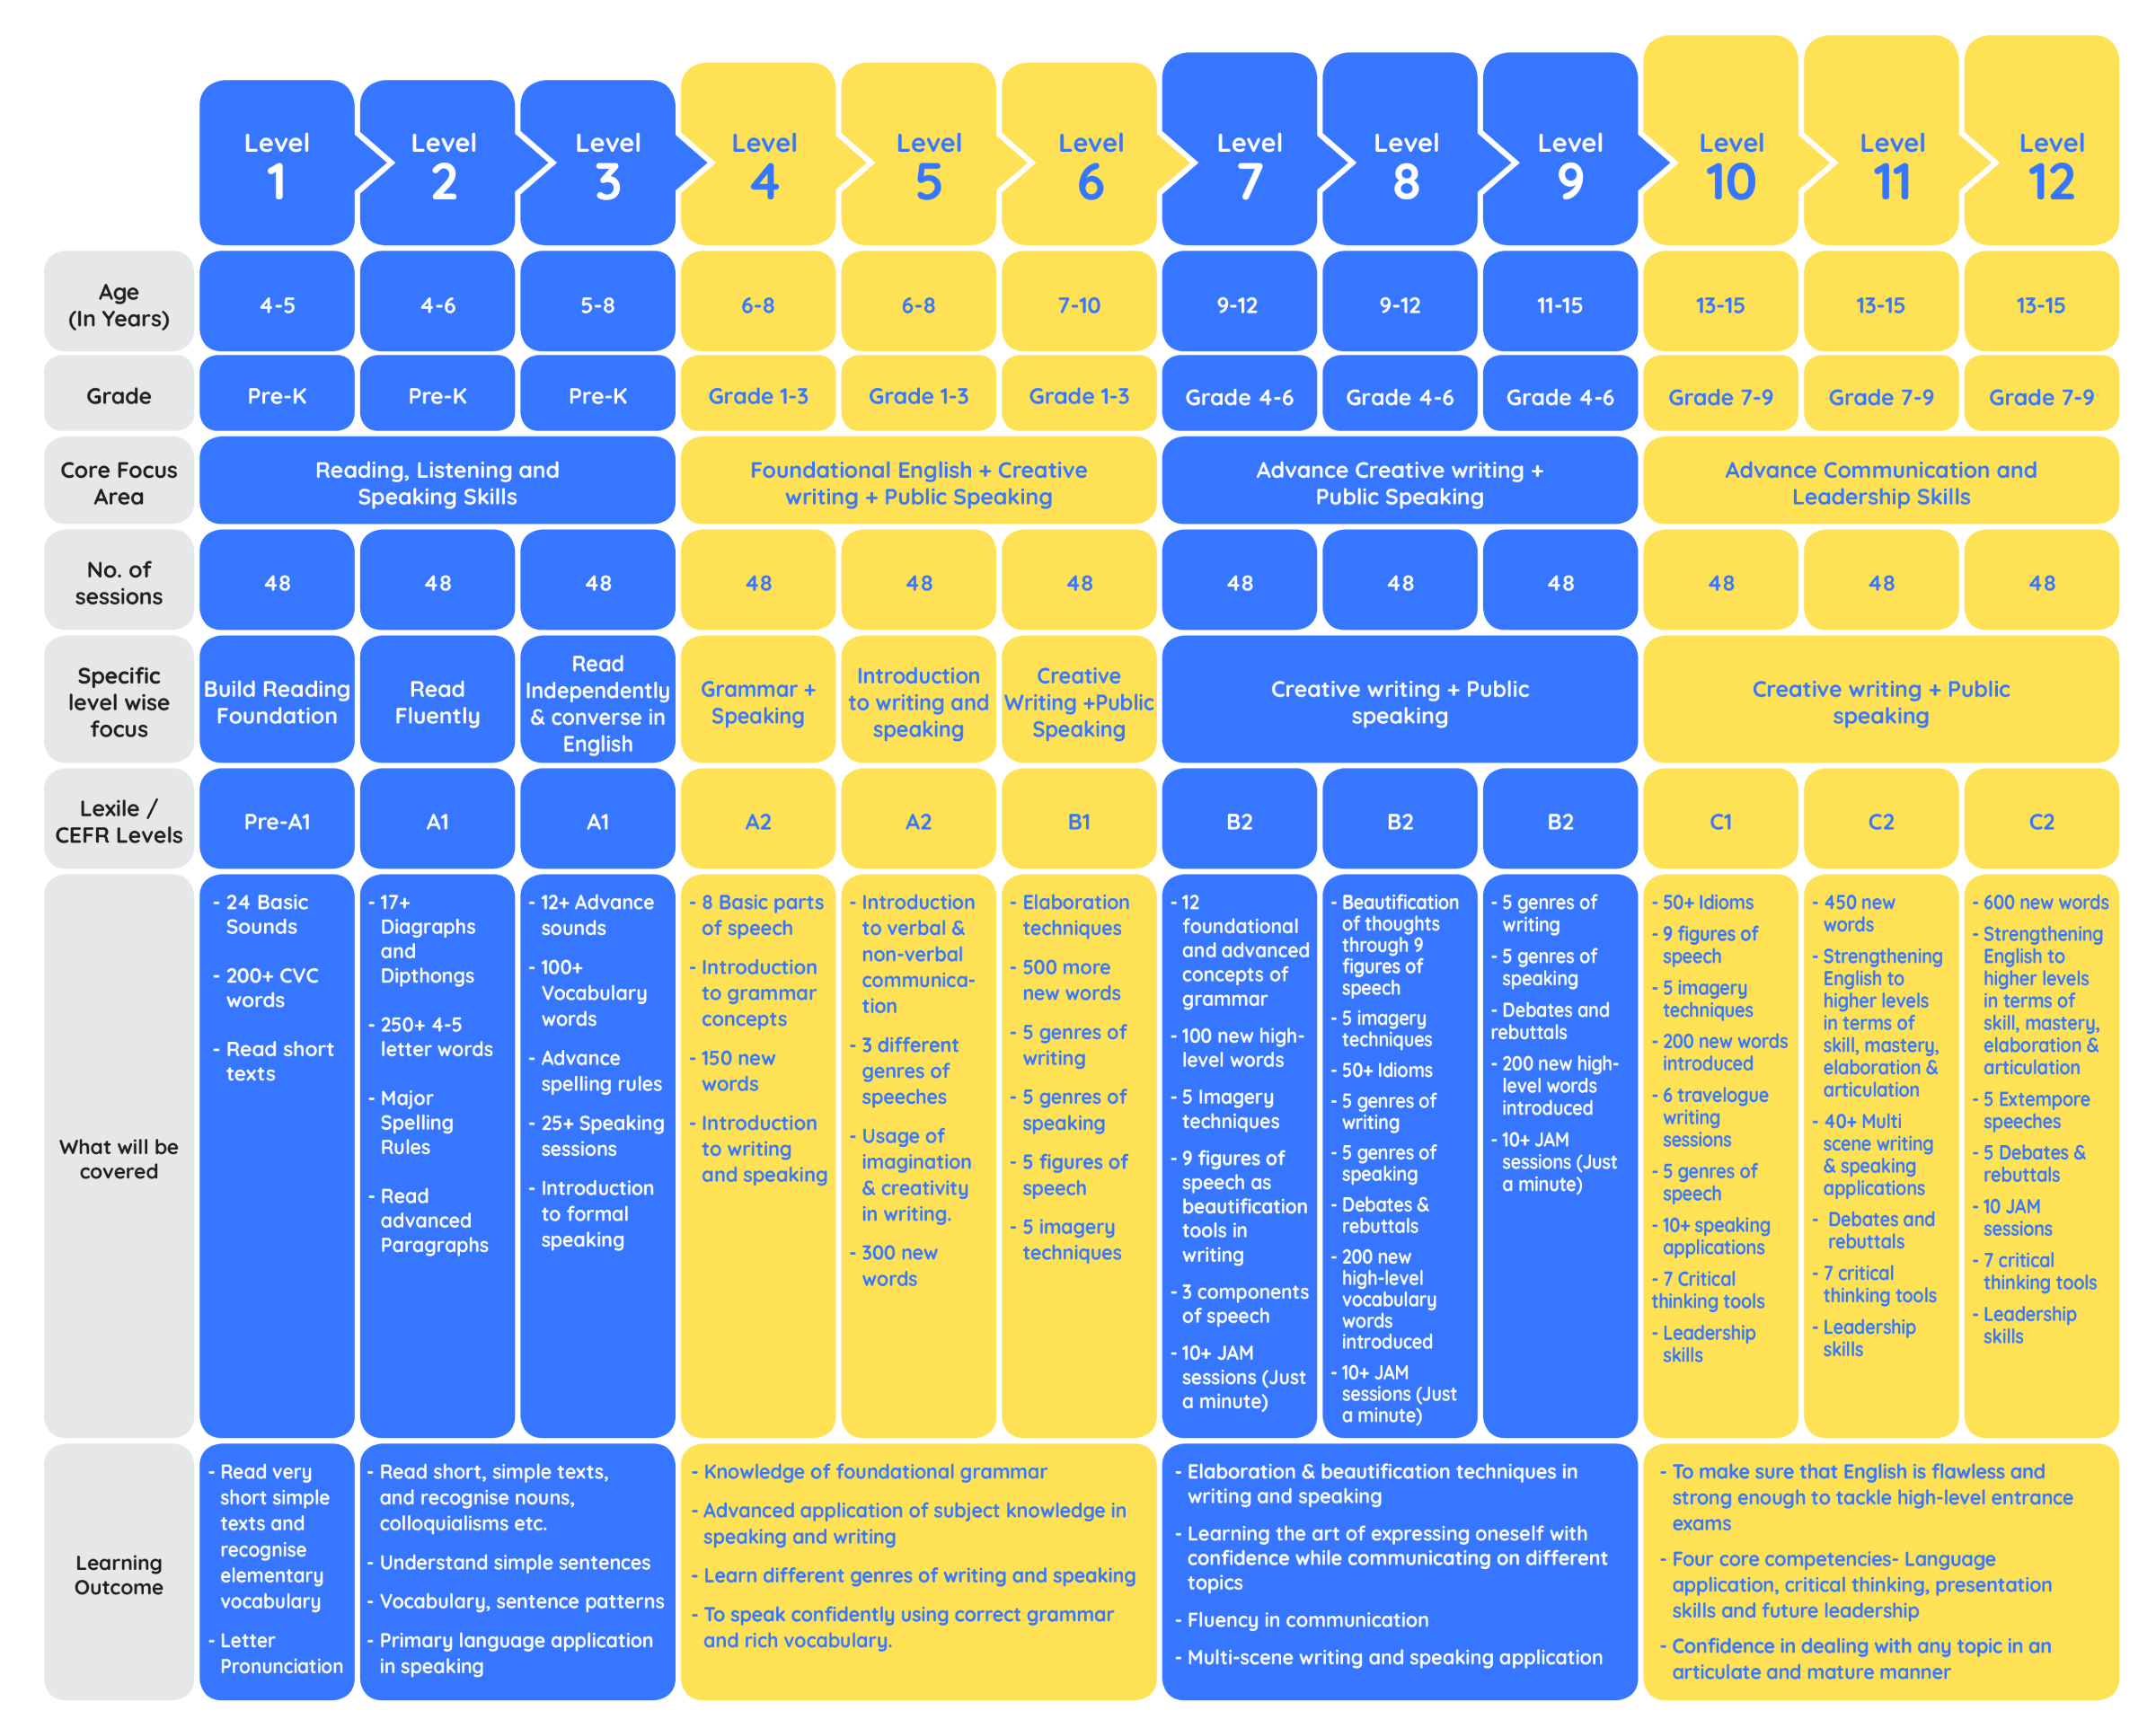 Level
1
Level
2
Level
3
Level
4
Level
5
Level
6
Level
7
Level
8
Level
9
Level
10
Level
11
Level
12
Age
(In Years)
4-5
4-6
5-8
6-8
6-8
7-10
9-12
9-12
11-15
13-15
13-15
13-15
Grade
Pre-K
Pre-K
Pre-K
Grade 1-3
Grade 1-3
Grade 1-3
Grade 4-6
Grade 4-6
Grade 4-6
Grade 7-9
Grade 7-9
Grade 7-9
Core Focus
Area
Reading, Listening and
Speaking Skills
Foundational English + Creative
writing + Public Speaking
Advance Creative writing +
Public Speaking
Advance Communication and
Leadership Skills
No. of
sessions
48
48
48
48
48
48
48
48
48
48
48
48
Specific
level wise
focus
Build Reading
Foundation
Read
Fluently
Read
Independently
& converse in
English
Grammar +
Speaking
Introduction
to writing and
speaking
Creative
Writing +Public
Speaking
Creative writing + Public
speaking
Creative writing + Public
speaking
Lexile /
CEFR Levels
Pre-A1
A1
A1
A2
A2
B1
B2
B2
B2
C1
C2
C2
What will be
covered
- 24 Basic
Sounds
- 200+ CVC
words
- Read short
texts
- 17+
Diagraphs
and
Dipthongs
- 250+ 4-5
letter words
- Major
Spelling
Rules
- Read
advanced
Paragraphs
- 12+ Advance
sounds
- 100+
Vocabulary
words
- Advance
spelling rules
- 25+ Speaking
sessions
- Introduction
to formal
speaking
- 8 Basic parts
of speech
- Introduction
to grammar
concepts
- 150 new
words
- Introduction
to writing
and speaking
- Introduction
to verbal &
non-verbal
communica-
tion
- 3 different
genres of
speeches
- Usage of
imagination
& creativity
in writing.
- 300 new
words
- Elaboration
techniques
- 500 more
new words
- 5 genres of
writing
- 5 genres of
speaking
- 5 figures of
speech
- 5 imagery
techniques
- 12
foundational
and advanced
concepts of
grammar
- 100 new high-
level words
- 5 Imagery
techniques
- 9 figures of
speech as
beautification
tools in
writing
- 3 components
of speech
- 10+ JAM
sessions (Just
a minute)
- Beautification
of thoughts
through 9
figures of
speech
- 5 imagery
techniques
- 50+ Idioms
- 5 genres of
writing
- 5 genres of
speaking
- Debates &
rebuttals
- 200 new
high-level
vocabulary
words
introduced
- 10+ JAM
sessions (Just
a minute)
- 5 genres of
writing
- 5 genres of
speaking
- Debates and
rebuttals
- 200 new high-
level words
introduced
- 10+ JAM
sessions (Just
a minute)
- 50+ Idioms
- 9 figures of
speech
- 5 imagery
techniques
- 200 new words
introduced
- 6 travelogue
writing
sessions
- 5 genres of
speech
- 10+ speaking
applications
- 7 Critical
thinking tools
- Leadership
skills
- 450 new
words
- Strengthening
English to
higher levels
in terms of
skill, mastery,
elaboration &
articulation
- 40+ Multi
scene writing
& speaking
applications
- Debates and
rebuttals
- 7 critical
thinking tools
- Leadership
skills
- 600 new words
- Strengthening
English to
higher levels
in terms of
skill, mastery,
elaboration &
articulation
- 5 Extempore
speeches
- 5 Debates &
rebuttals
- 10 JAM
sessions
- 7 critical
thinking tools
- Leadership
skills
Learning
Outcome
- Read very
short simple
texts and
recognise
elementary
vocabulary
- Letter
Pronunciation
- Read short, simple texts,
and recognise nouns,
colloquialisms etc.
- Understand simple sentences
- Vocabulary, sentence patterns
- Primary language application
in speaking
- Knowledge of foundational grammar
- Advanced application of subject knowledge in
speaking and writing
- Learn different genres of writing and speaking
- To speak confidently using correct grammar
and rich vocabulary.
- Elaboration & beautification techniques in
writing and speaking
- Learning the art of expressing oneself with
confidence while communicating on different
topics
- Fluency in communication
- Multi-scene writing and speaking application
- To make sure that English is flawless and
strong enough to tackle high-level entrance
exams
- Four core competencies- Language
application, critical thinking, presentation
skills and future leadership
- Confidence in dealing with any topic in an
articulate and mature manner